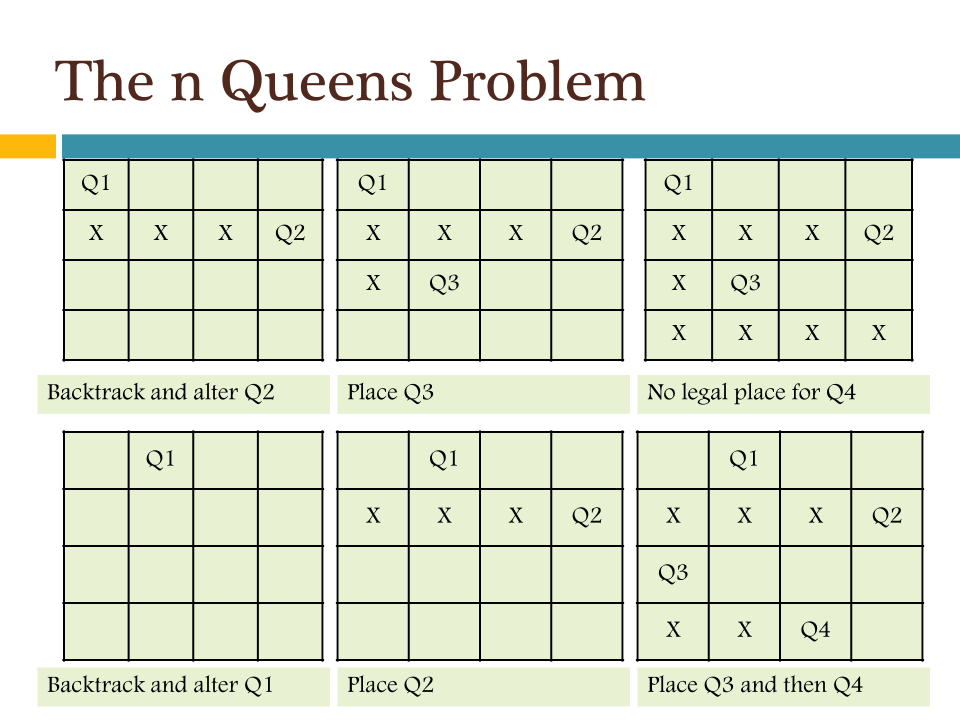 The n Queens Problem
Q1
X X X Q2
Q1
X X X Q2
X Q3
Q1
X X X Q2
X Q3
X X X X
Backtrack and alter Q2
Place Q3
No legal place for Q4
Q1
Q1
X X X Q2
Q1
X X X Q2
Q3
X X Q4
Backtrack and alter Q1
Place Q2
Place Q3 and then Q4